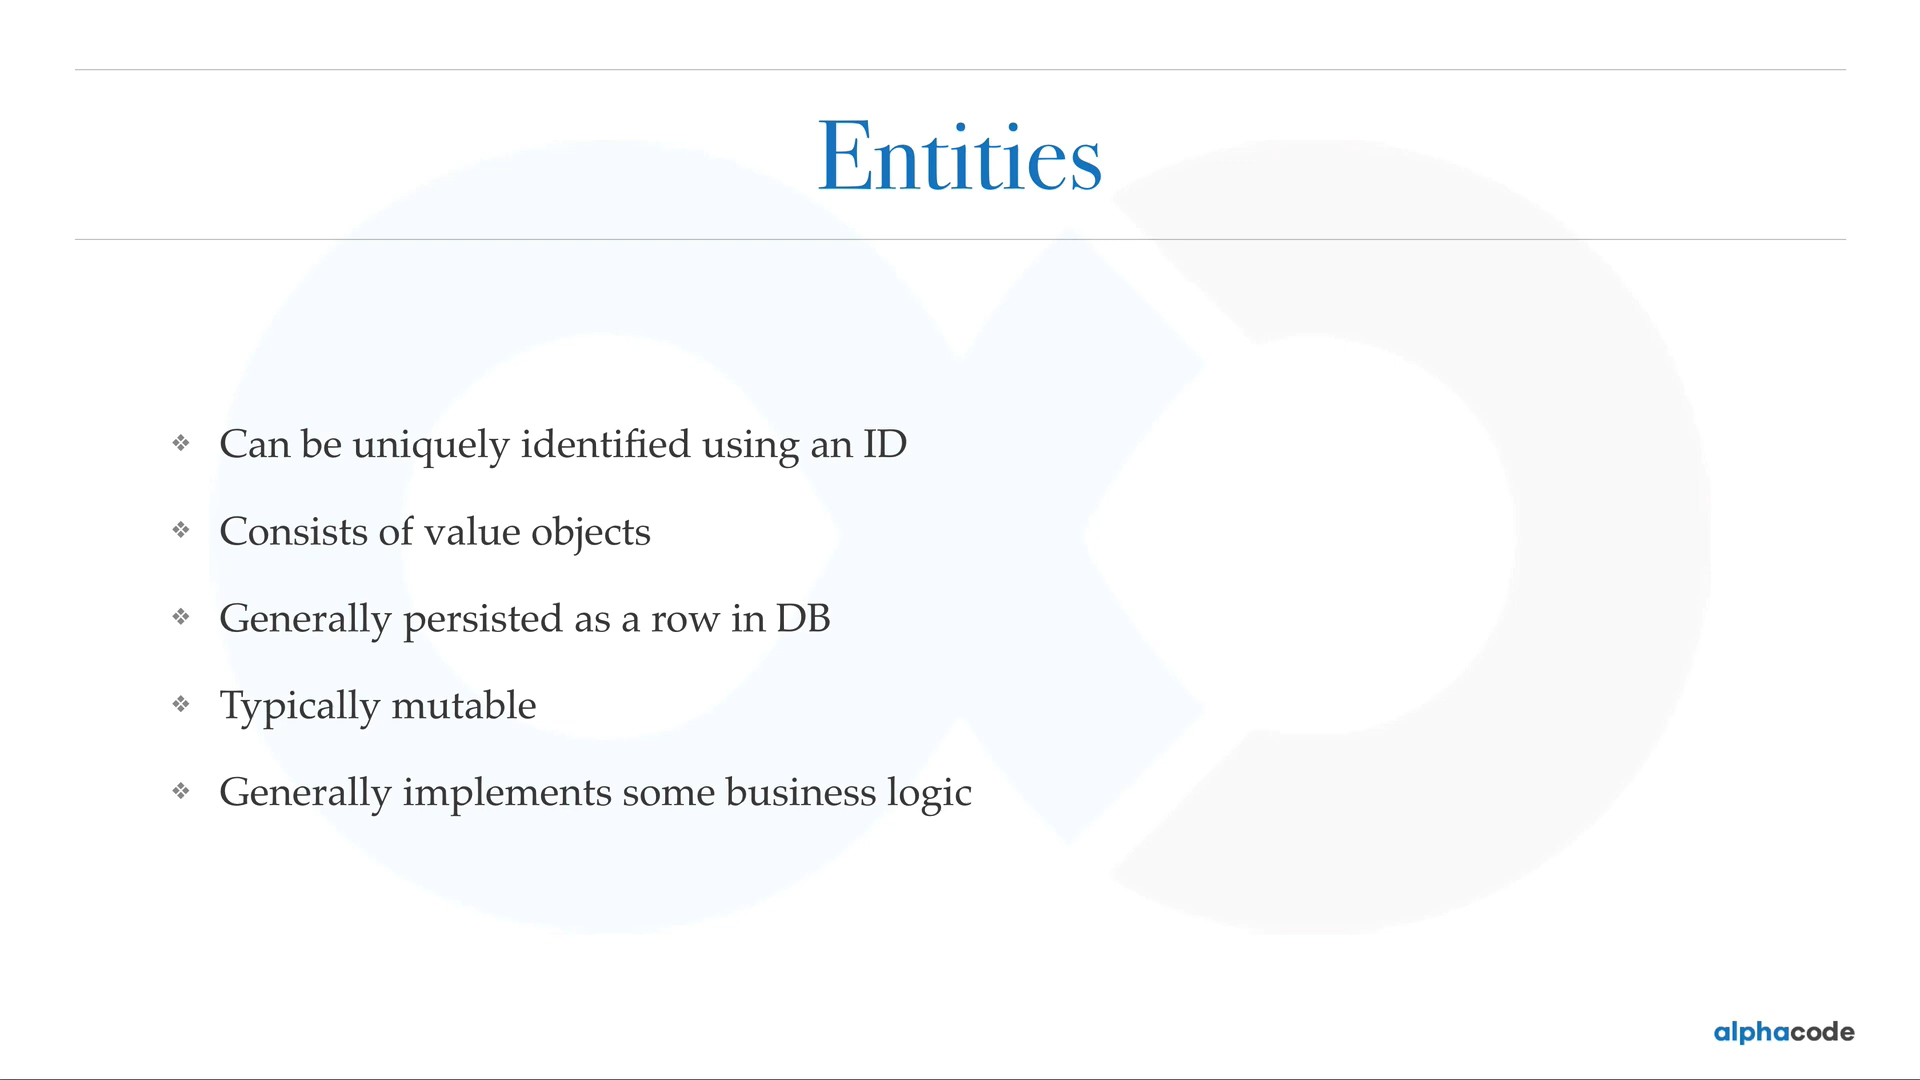 Entities
❖ Can be uniquely identified using an ID
❖ Consists of value objects
❖ Generally persisted as a row in DB
❖ Typically mutable
❖ Generally implements some business logic
alphacode